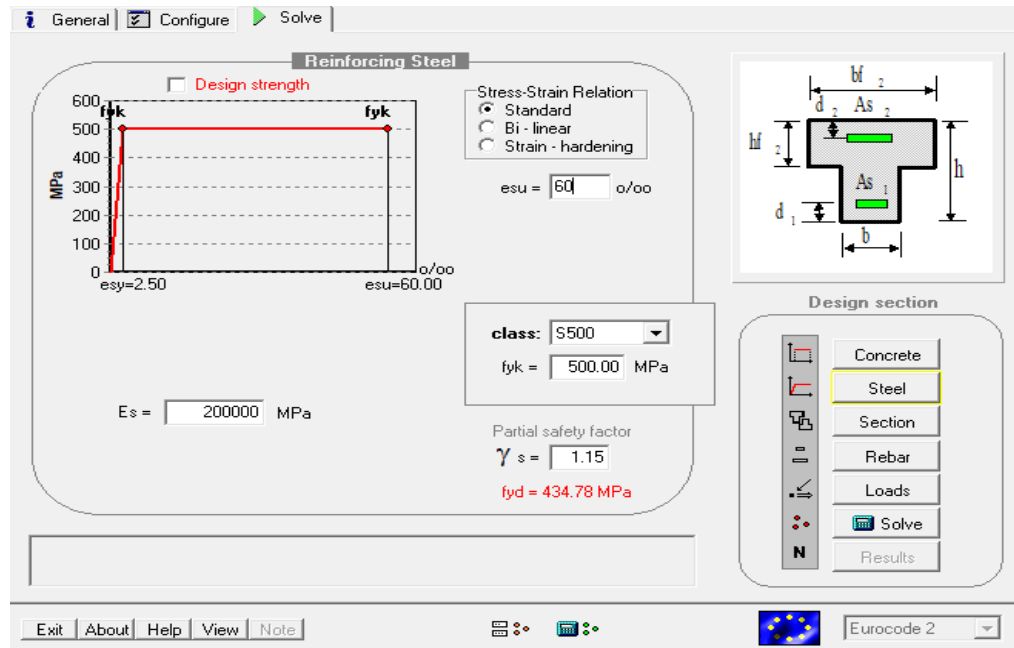 General Configure Solve
Reinforcing Steel
Design strength
600
500
400
300
200
100
0
MPa
fyk fyk
o/oo
esy=2.50 esu=60.00
Stress-Strain Relation
Standard
Bi - linear
Strain - hardening
esu = 60 o/oo
class: S500
fyk = 500.00 MPa
Es = 200000 MPa
Partial safety factor
γ s = 1.15
fyd = 434.78 MPa
bf 2
d 2 As 2
hf 2
h
As 1
d 1
b
Design section
Concrete
Steel
Section
Rebar
Loads
Solve
N Results
Exit About Help View Note Eurocode 2